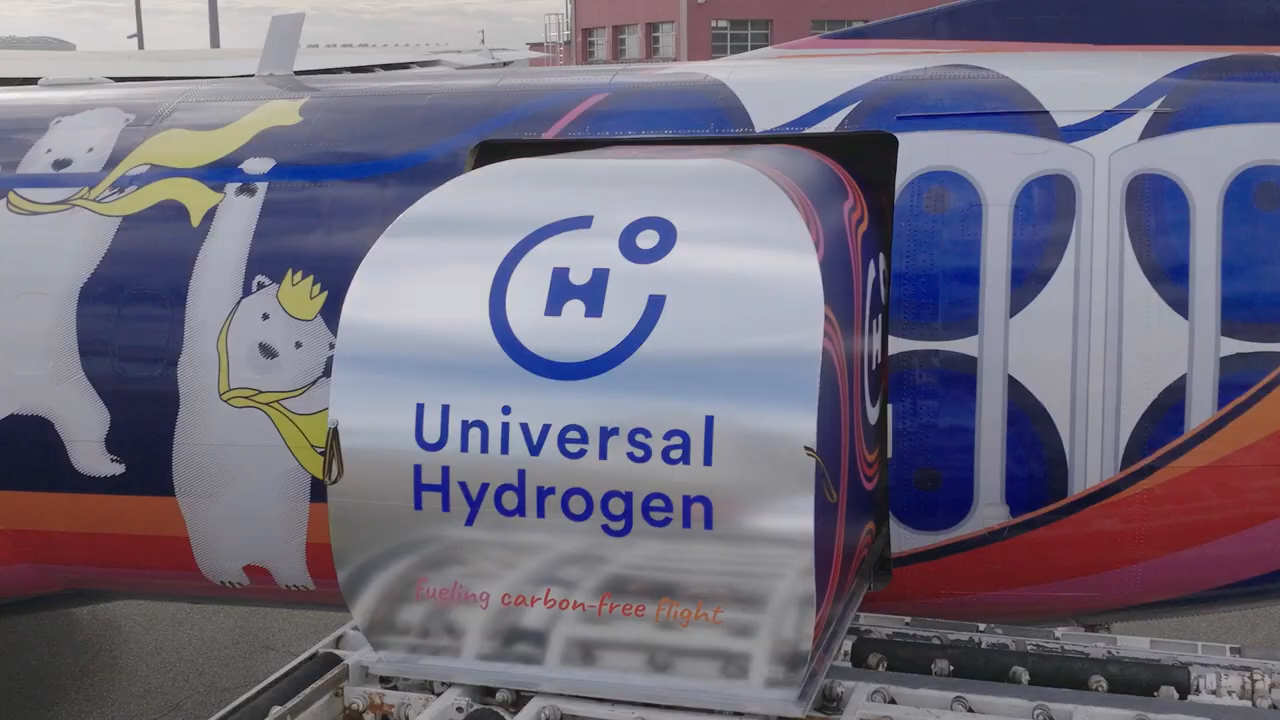 H
Universal
Hydrogen
fueling carbon-free flight
H